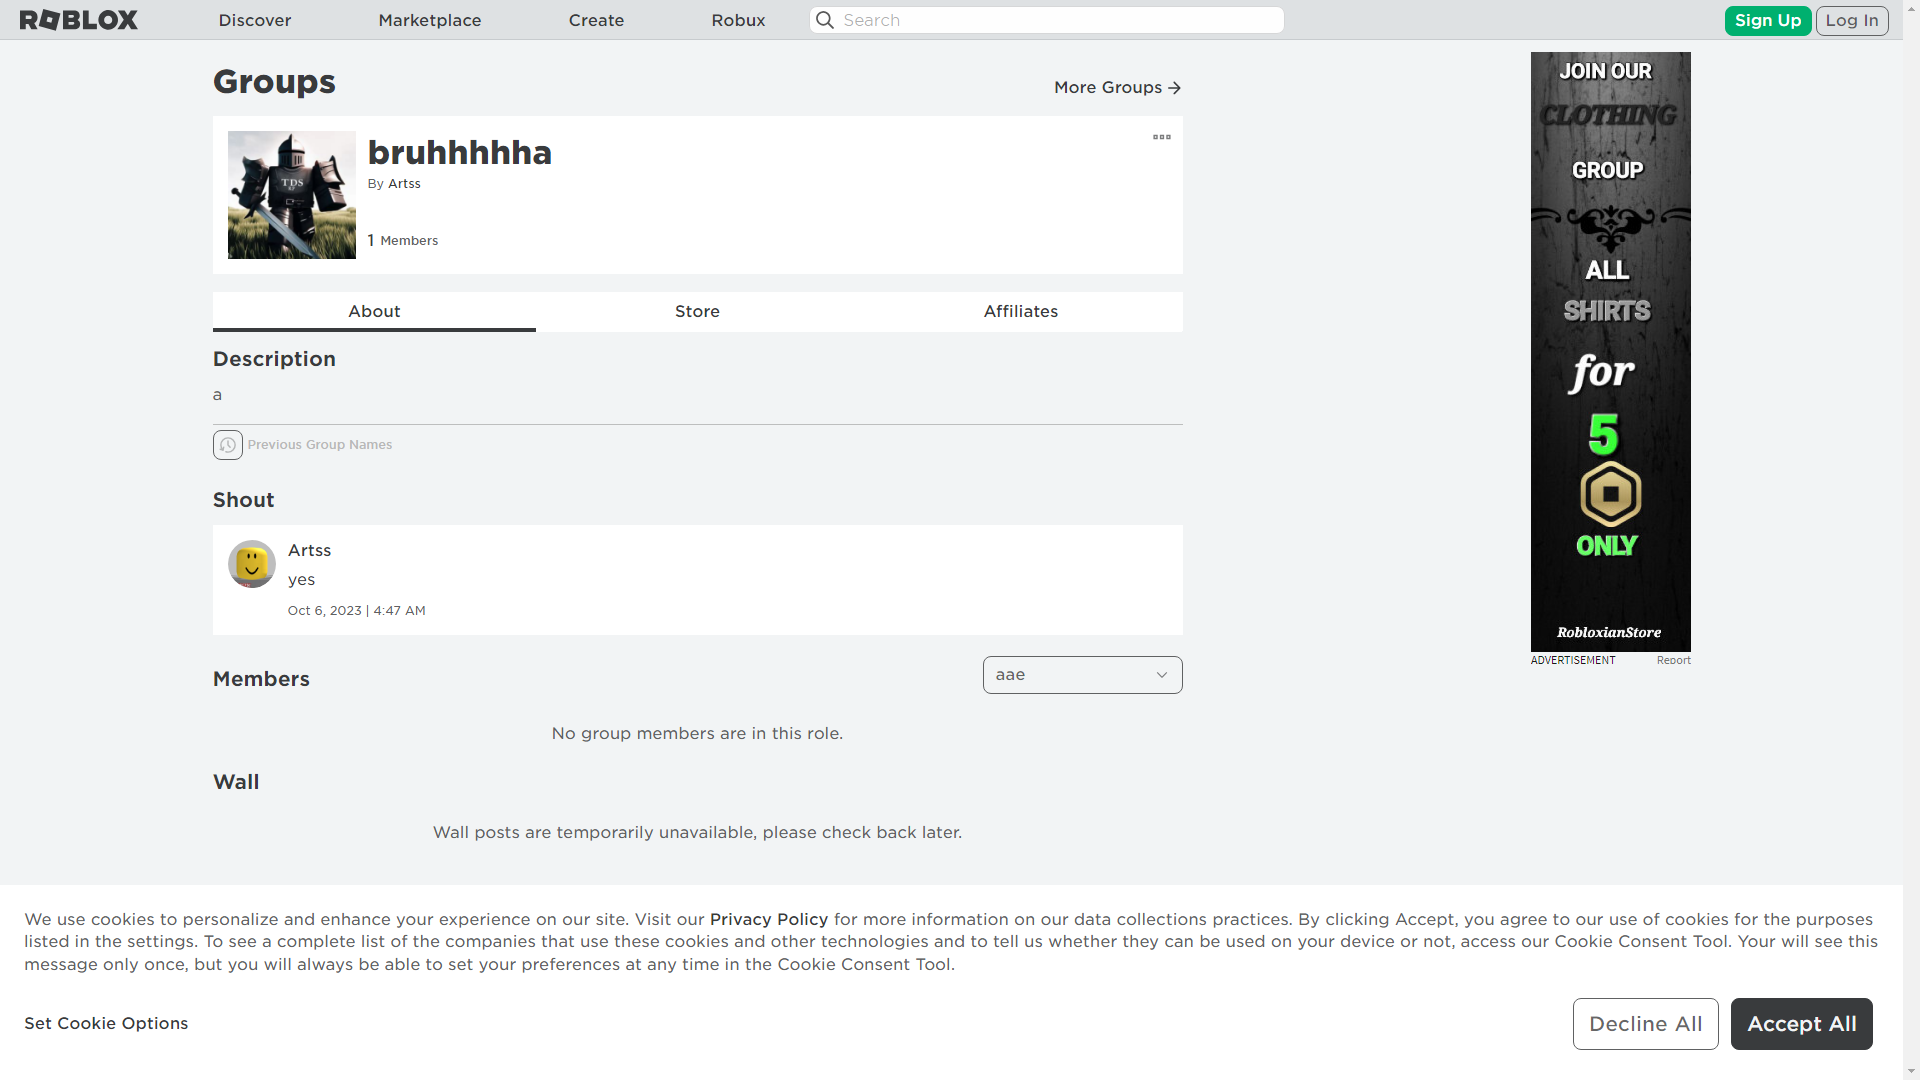 ROBLOX
Discover
Marketplace
Create
Robux
Search
Sign Up
Log In
Groups
More Groups
bruhhhhha
By Artss
1 Members
TDS
About
Store
Affiliates
Description
a
Previous Group Names
Shout
Artss
yes
Oct 6, 2023 | 4:47 AM
Members
aae
No group members are in this role.
Wall
Wall posts are temporarily unavailable, please check back later.
JOIN OUR
CLOTHING
GROUP
ALL
SHIRTS
for
5
ONLY
RobloxianStore
ADVERTISEMENT
Report
We use cookies to personalize and enhance your experience on our site. Visit our Privacy Policy for more information on our data collections practices. By clicking Accept, you agree to our use of cookies for the purposes
listed in the settings. To see a complete list of the companies that use these cookies and other technologies and to tell us whether they can be used on your device or not, access our Cookie Consent Tool. Your will see this
message only once, but you will always be able to set your preferences at any time in the Cookie Consent Tool.
Set Cookie Options
Decline All
Accept All